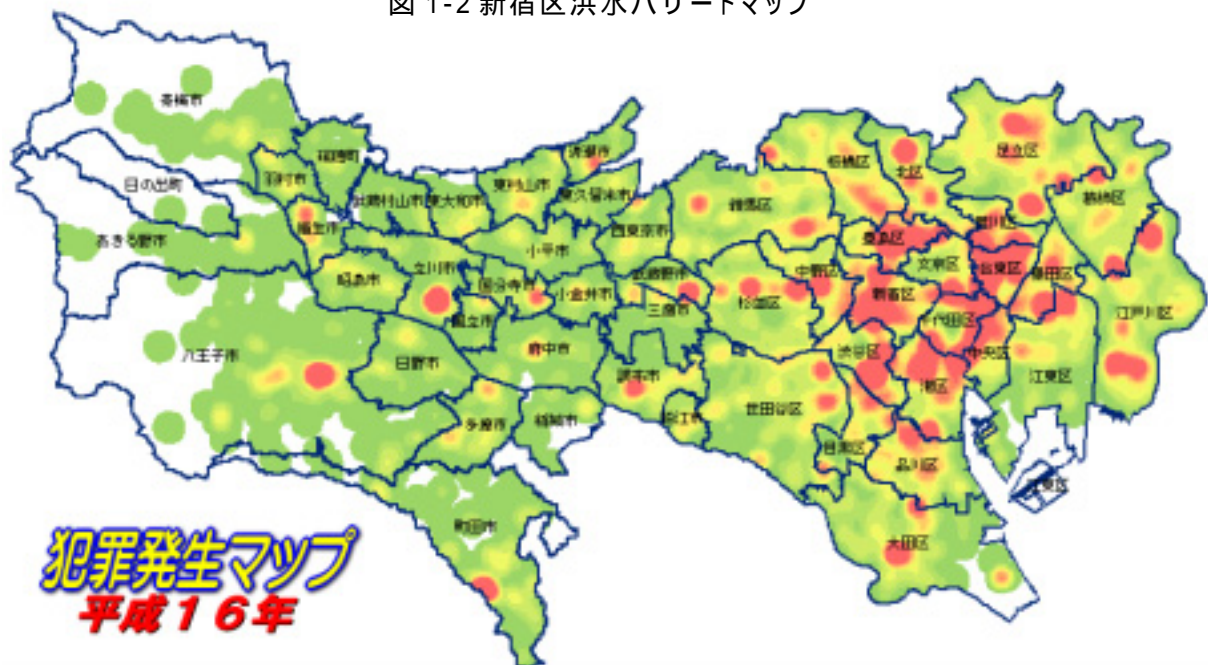 図 1-2 新宿区洪水ハザードマップ
青梅市
瑞穂町
羽村市
日の出町
あきる野市
福生市
武蔵村山市
東大和市
東村山市
清瀬市
東久留米市
西東京市
小平市
昭島市
立川市
国分寺市
小金井市
武蔵野市
三鷹市
国立市
八王子市
日野市
府中市
調布市
多摩市
稲城市
狛江市
町田市
板橋区
北区
足立区
葛飾区
練馬区
豊島区
荒川区
中野区
文京区
台東区
墨田区
杉並区
新宿区
千代田区
江戸川区
渋谷区
中央区
港区
江東区
世田谷区
目黒区
品川区
江東区
大田区
犯罪発生マップ
平成16年